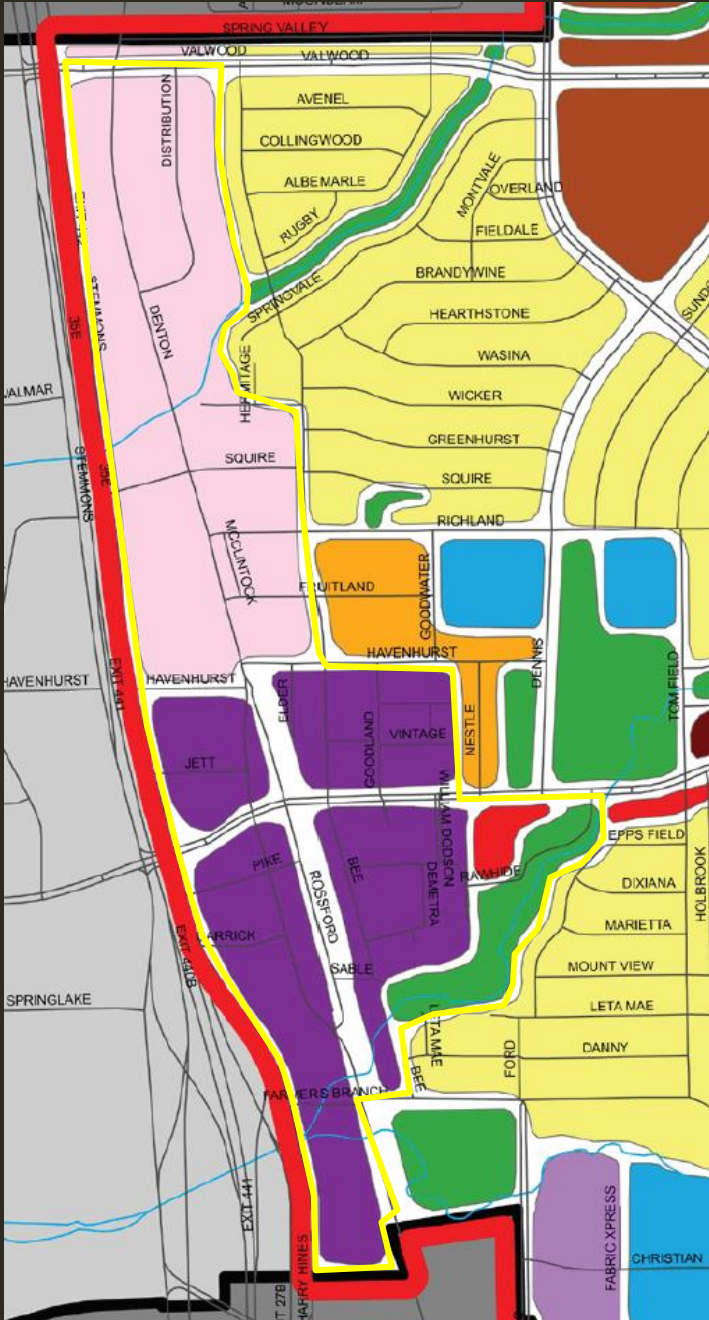 SPRING VALLEY
VALWOOD
VALWOOD
DISTRIBUTION
AVENEL
COLLINGWOOD
ALBEMARLE
RUGBY
MONTVALE
OVERLAND
FIELDALE
BRANDYWINE
SPRINGVALE
HEARTHSTONE
STEMMONS
35E
DENTON
WASINA
HERMITAGE
WICKER
GREENHURST
STEMMONS
35E
SQUIRE
SQUIRE
RICHLAND
MCCLINTOCK
FRUITLAND
GOODWATER
HAVENHURST
DENNIS
TOM FIELD
HAVENHURST
EXIT 441
HAVENHURST
ELDER
GOODLAND
VINTAGE
NESTLE
JETT
WILLIAM DODSON
EPPS FIELD
PIKE
BEE
RAWHIDE
DEMETRA
DIXIANA
HOLBROOK
ROSSFORD
MARIETTA
EXIT 440B
SABLE
MOUNT VIEW
SPRINGLAKE
LETA MAE
LETA MAE
DANNY
FORD
BEE
FARMERS BRANCH
EXIT 441
FABRIC XPRESS
CHRISTIAN
HARRY HINES
T 27B